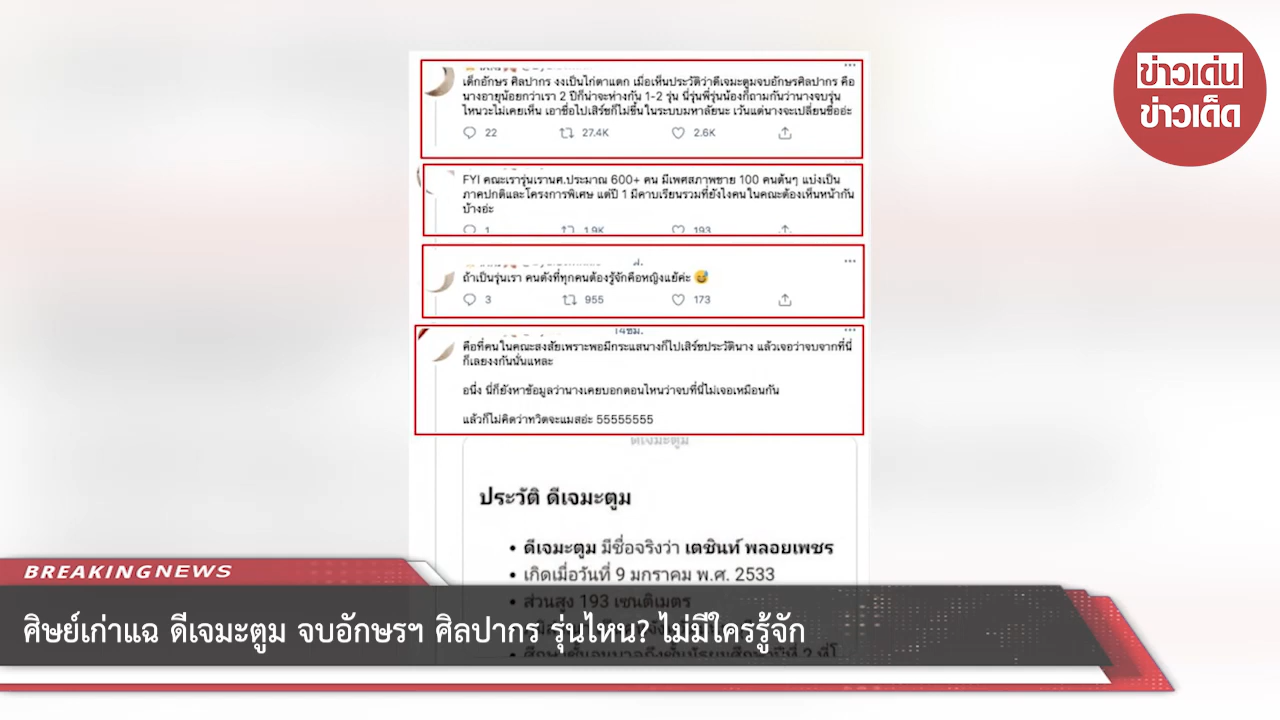 ข่าวเด่น
ข่าวเด็ด
เด็กอักษร ศิลปากร งงเป็นไก่ตาแตก เมื่อเห็นประวัติว่าดีเจมะตูมจบอักษรศิลปากร คือ
นางอายุน้อยกว่าเรา 2 ปีก็น่าจะห่างกัน 1-2 รุ่น นี่รุ่นพี่รุ่นน้องก็ถามกันว่านางจบรุ่น
ไหนวะไม่เคยเห็น เอาชื่อไปเสิร์ชก็ไม่ขึ้นในระบบมหาลัยนะ เว้นแต่นางจะเปลี่ยนชื่ออ่ะ
22 27.4K 2.6K
FYI คณะเรารุ่นเรานศ.ประมาณ 600+ คน มีเพศสภาพชาย 100 คนต้นๆ แบ่งเป็น
ภาคปกติและโครงการพิเศษ แต่ปี 1 มีคาบเรียนรวมที่ยังไงคนในคณะต้องเห็นหน้ากัน
บ้างอ่ะ
1 1.9K 193
ถ้าเป็นรุ่นเรา คนดังที่ทุกคนต้องรู้จักคือหญิงแย้ค่ะ 😅
3 955 173
14ชม.
คือที่คนในคณะสงสัยเพราะพอมีกระแสนางก็ไปเสิร์ชประวัตินาง แล้วเจอว่าจบจากที่นี่
ก็เลยงงกันนั่นแหละ
อนึ่ง นี่ก็ยังหาข้อมูลว่านางเคยบอกตอนไหนว่าจบที่นี่ไม่เจอเหมือนกัน
แล้วก็ไม่คิดว่าทวิตจะแมสอ่ะ 55555555
ดีเจมะตูม
ประวัติ ดีเจมะตูม
• ดีเจมะตูม มีชื่อจริงว่า เตชินท์ พลอยเพชร
• เกิดเมื่อวันที่ 9 มกราคม พ.ศ. 2533
• ส่วนสูง 193 เซนติเมตร
BREAKING NEWS
ศิษย์เก่าแฉ ดีเจมะตูม จบอักษรฯ ศิลปากร รุ่นไหน? ไม่มีใครรู้จัก